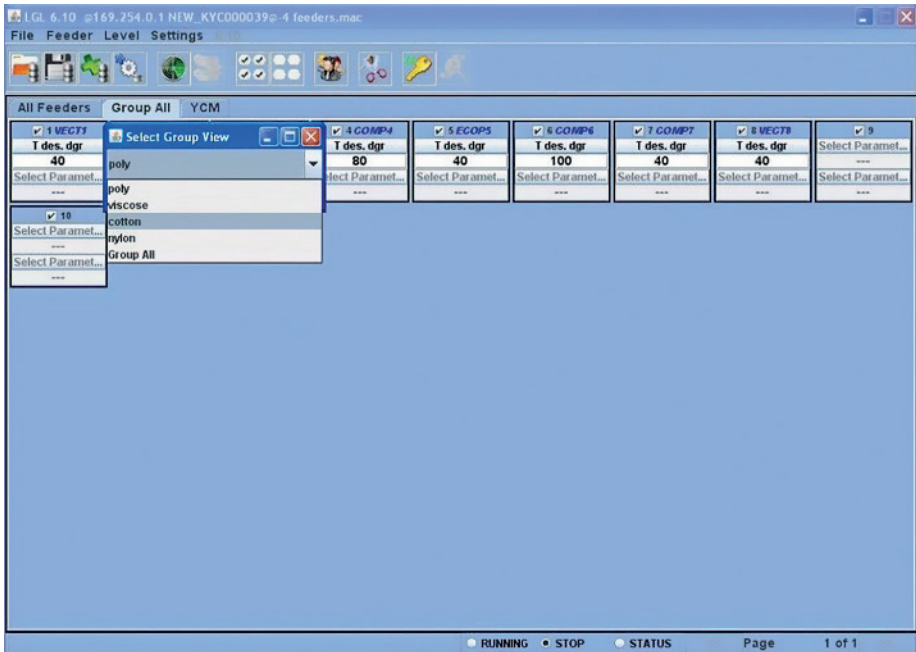 LGL 6.10 @169.254.0.1 NEW_KYC000039@-4 feeders.mac
File Feeder Level Settings
All Feeders Group All YCM
1 VECT1
T des. dgr
40
Select Paramet...
---
Select Group View
poly
poly
viscose
cotton
nylon
Group All
4 COMP4
T des. dgr
80
elect Paramet...
---
5 ECOP5
T des. dgr
40
Select Paramet...
---
6 COMP6
T des. dgr
100
Select Paramet...
---
7 COMP7
T des. dgr
40
Select Paramet...
---
8 VECT8
T des. dgr
40
Select Paramet...
---
9
Select Paramet...
---
Select Paramet...
---
10
Select Paramet...
---
Select Paramet...
---
RUNNING STOP STATUS Page 1 of 1